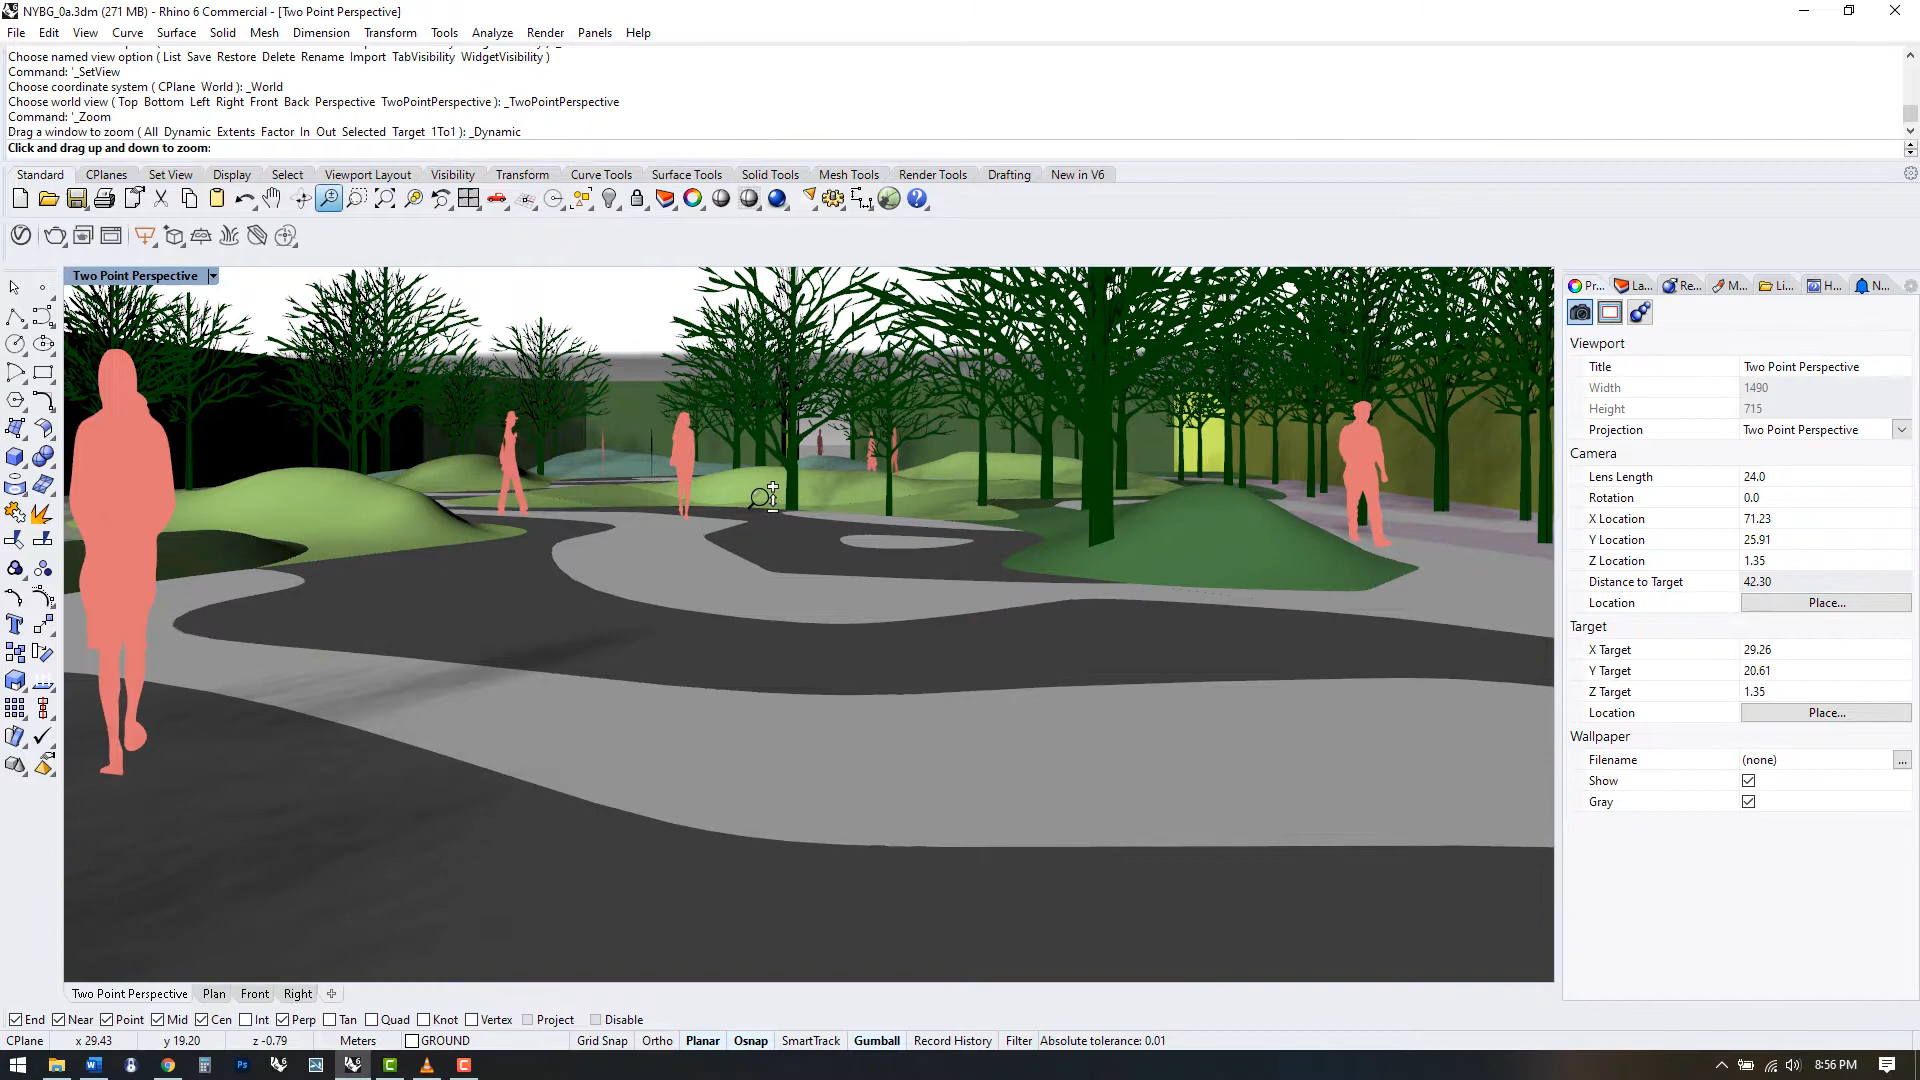 NYBG_0a.3dm (271 MB) - Rhino 6 Commercial - [Two Point Perspective]
File Edit View Curve Surface Solid Mesh Dimension Transform Tools Analyze Render Panels Help
Choose named view option ( List Save Restore Delete Rename Import TabVisibility WidgetVisibility )
Command: '_SetView
Choose coordinate system ( CPlane World ): _World
Choose world view ( Top Bottom Left Right Front Back Perspective TwoPointPerspective ): _TwoPointPerspective
Command: '_Zoom
Drag a window to zoom ( All Dynamic Extents Factor In Out Selected Target 1To1 ): _Dynamic
Click and drag up and down to zoom:
Standard CPlanes Set View Display Select Viewport Layout Visibility Transform Curve Tools Surface Tools Solid Tools Mesh Tools Render Tools Drafting New in V6
Two Point Perspective
Pr... La... Re... M... Li... H... N...
Viewport
Title Two Point Perspective
Width 1490
Height 715
Projection Two Point Perspective
Camera
Lens Length 24.0
Rotation 0.0
X Location 71.23
Y Location 25.91
Z Location 1.35
Distance to Target 42.30
Location Place...
Target
X Target 29.26
Y Target 20.61
Z Target 1.35
Location Place...
Wallpaper
Filename (none) ...
Show
Gray
Two Point Perspective Plan Front Right
End Near Point Mid Cen Int Perp Tan Quad Knot Vertex Project Disable
CPlane x 29.43 y 19.20 z -0.79 Meters GROUND Grid Snap Ortho Planar Osnap SmartTrack Gumball Record History Filter Absolute tolerance: 0.01
8:56 PM